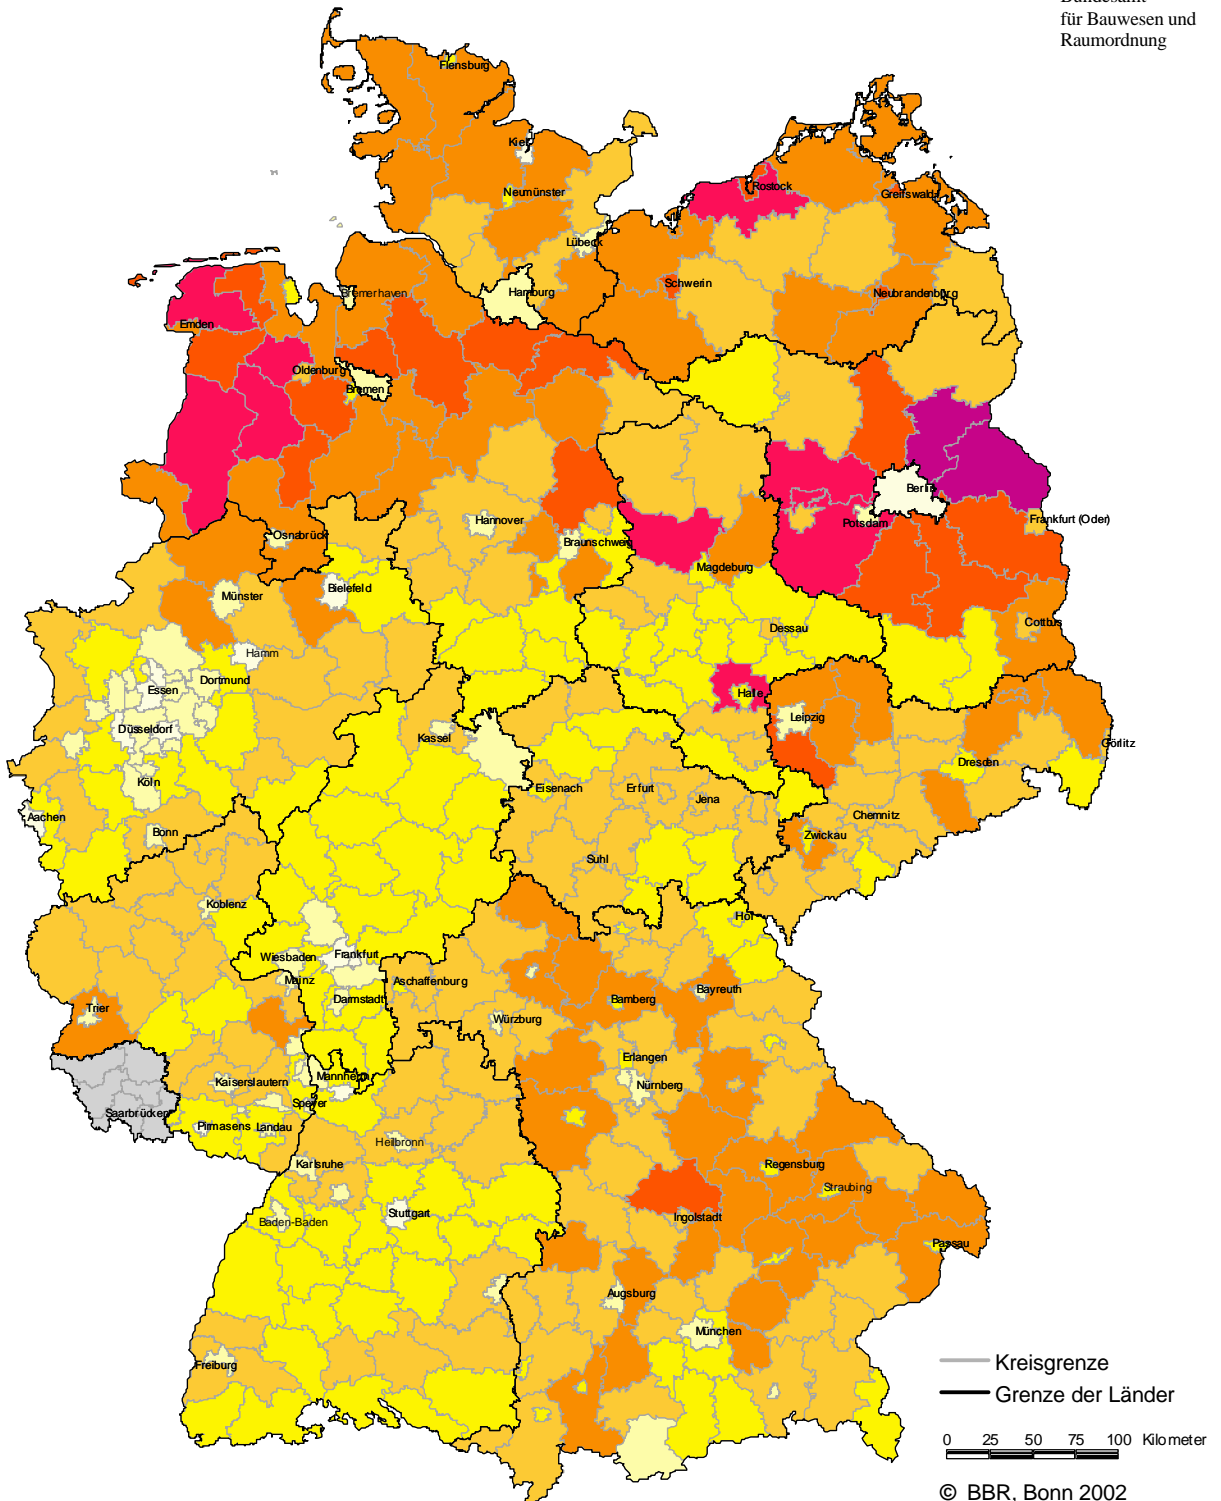 Bundesamt
für Bauwesen und
Raumordnung
Flensburg
Kiel
Neumünster
Rostock
Greifswald
Lübeck
Schwerin
Hamburg
Neubrandenburg
Bremerhaven
Emden
Oldenburg
Bremen
Berlin
Hannover
Potsdam
Frankfurt (Oder)
Osnabrück
Braunschweig
Magdeburg
Bielefeld
Münster
Dessau
Cottbus
Hamm
Dortmund
Essen
Halle
Leipzig
Düsseldorf
Kassel
Görlitz
Dresden
Köln
Eisenach
Erfurt
Jena
Aachen
Bonn
Chemnitz
Zwickau
Suhl
Koblenz
Hof
Wiesbaden
Frankfurt
Mainz
Aschaffenburg
Bayreuth
Darmstadt
Bamberg
Trier
Würzburg
Erlangen
Mannheim
Kaiserslautern
Nürnberg
Speyer
Saarbrücken
Pirmasens
Landau
Heilbronn
Karlsruhe
Regensburg
Straubing
Stuttgart
Ingolstadt
Baden-Baden
Passau
Augsburg
München
Freiburg
Kreisgrenze
Grenze der Länder
0 25 50 75 100 Kilometer
© BBR, Bonn 2002